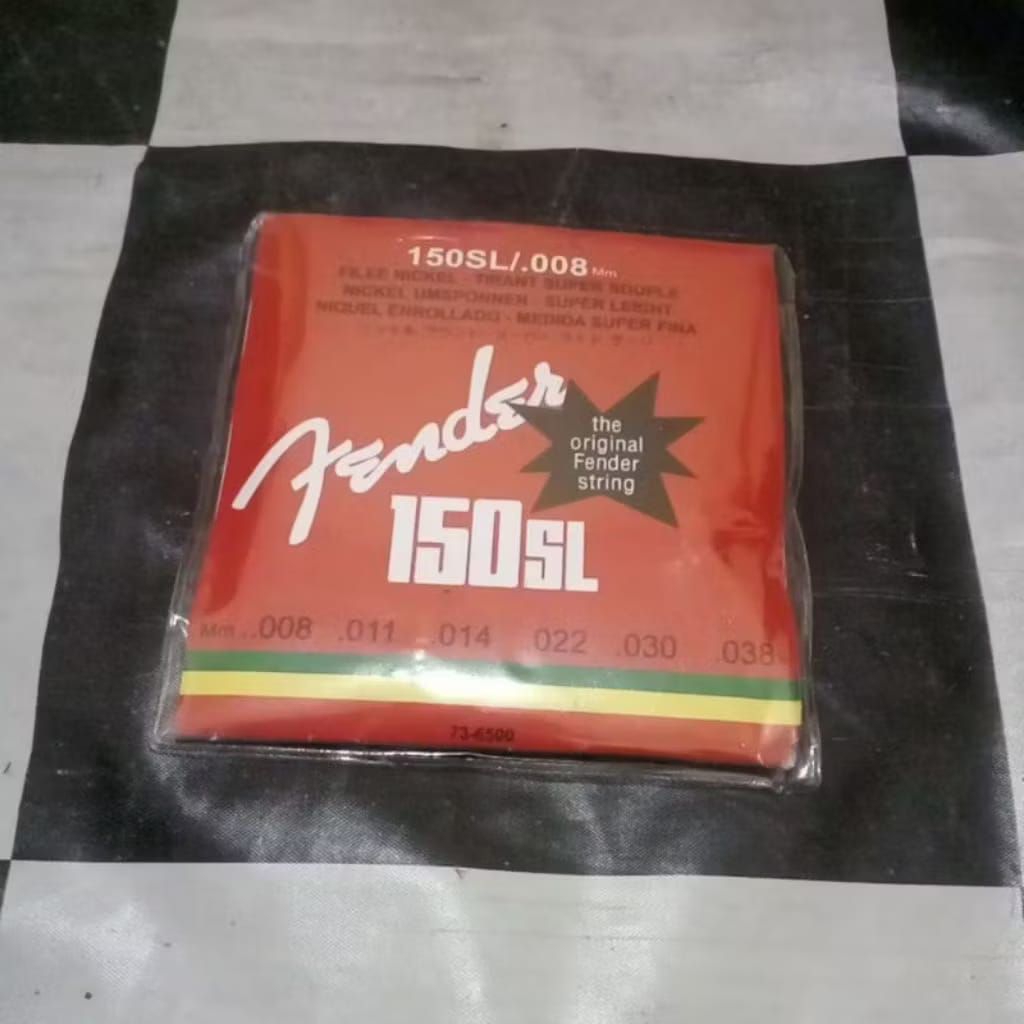 150SL/.008 Mm
FILEE NICKEL - TIRANT SUPER SOUPLE
NICKEL UMSPONNEN - SUPER LEICHT
NIQUEL ENROLLADO - MEDIDA SUPER FINA
Fender
the
original
Fender
string
150SL
Mm...008 .011 .014 .022 .030 .038
73-6500